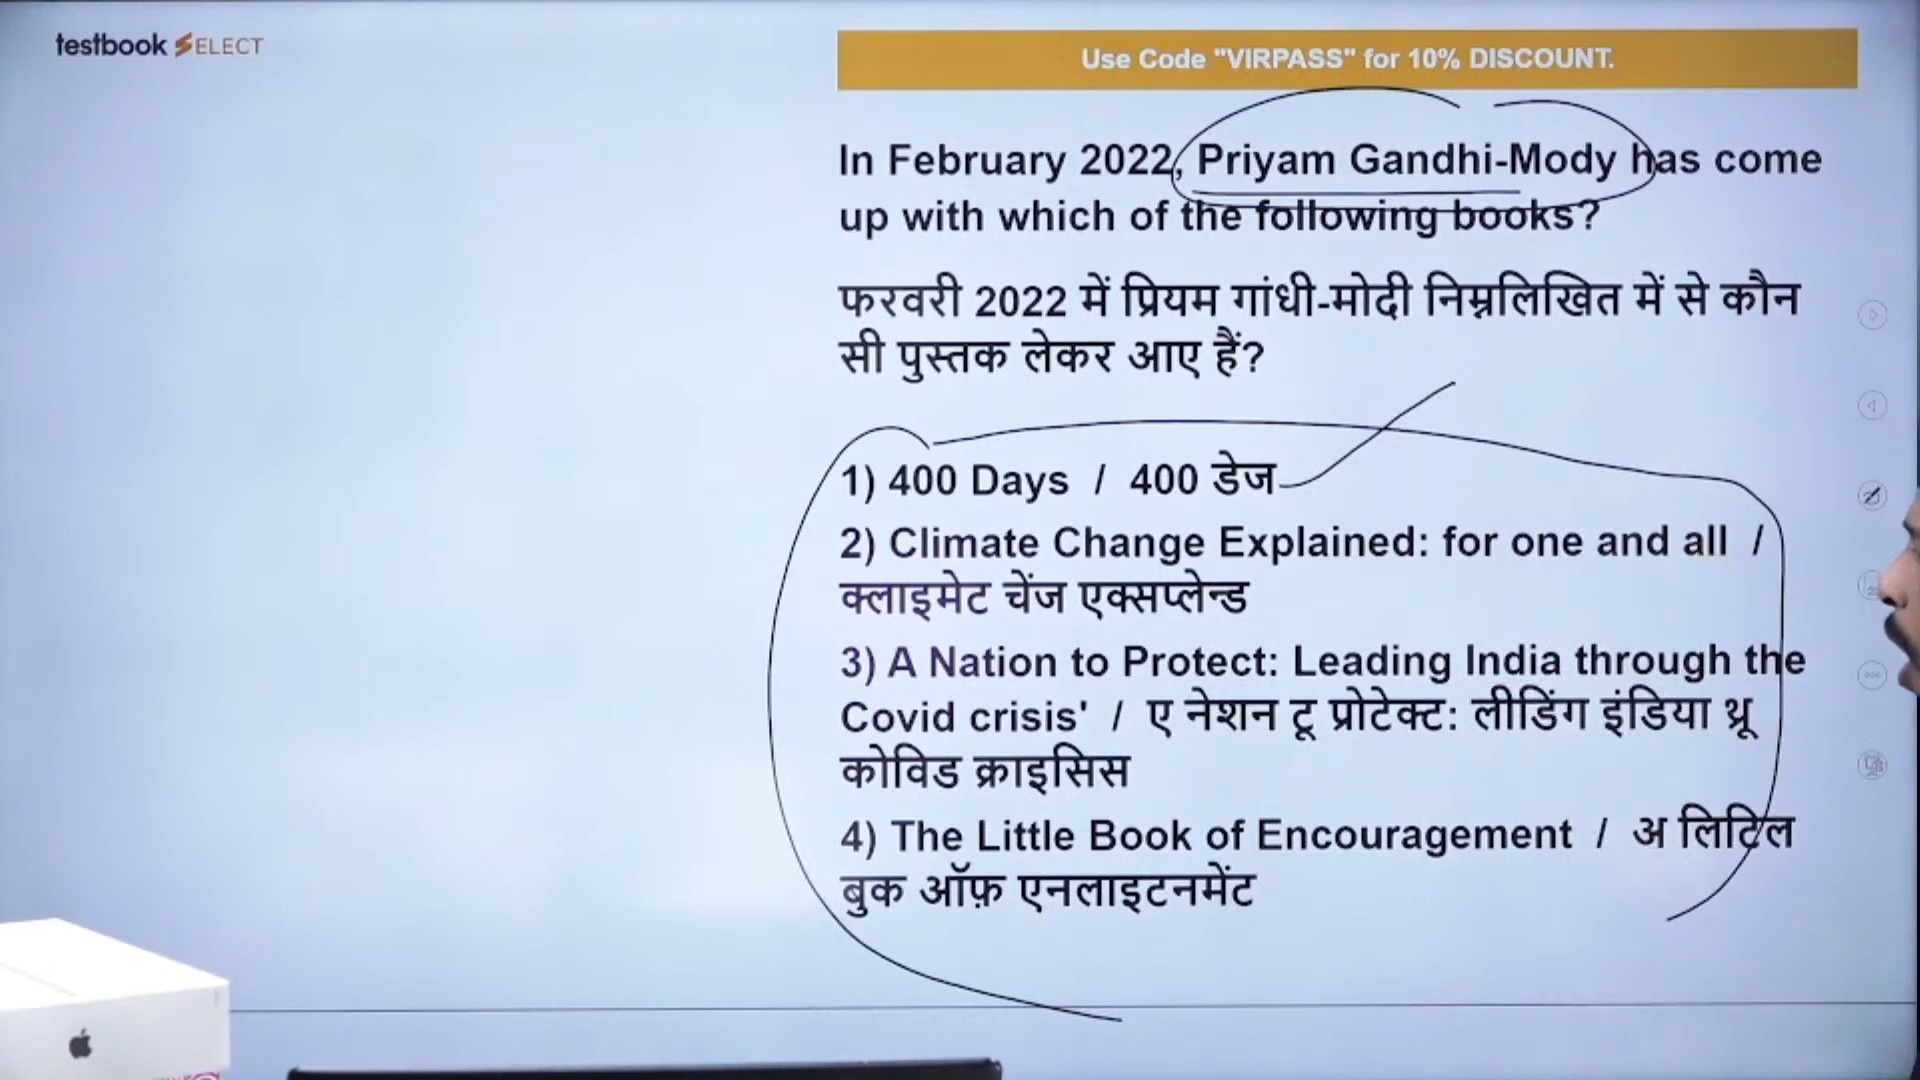 testbook SELECT
Use Code "VIRPASS" for 10% DISCOUNT.
In February 2022, Priyam Gandhi-Mody has come
up with which of the following books?
फरवरी 2022 में प्रियम गांधी-मोदी निम्नलिखित में से कौन
सी पुस्तक लेकर आए हैं?
1) 400 Days / 400 डेज
2) Climate Change Explained: for one and all /
क्लाइमेट चेंज एक्सप्लेन्ड
3) A Nation to Protect: Leading India through the
Covid crisis' / ए नेशन टू प्रोटेक्ट: लीडिंग इंडिया थ्रू
कोविड क्राइसिस
4) The Little Book of Encouragement / अ लिटिल
बुक ऑफ़ एनलाइटनमेंट